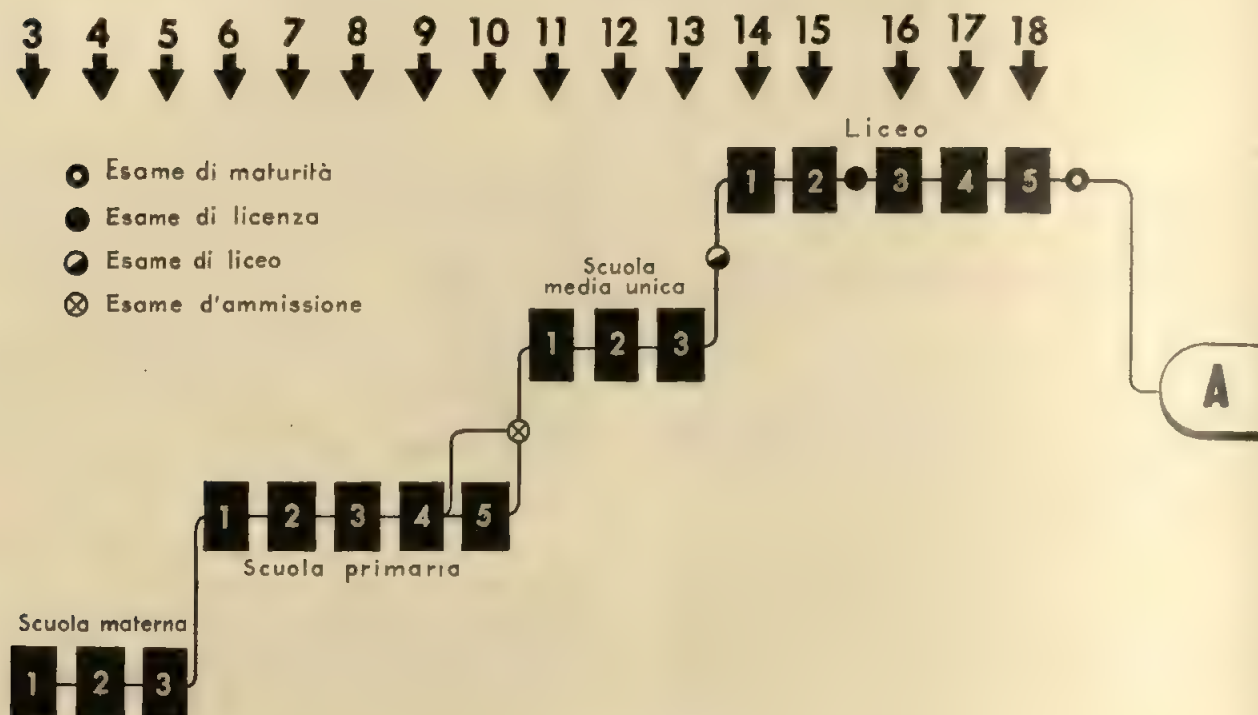 3 4 5 6 7 8 9 10 11 12 13 14 15 16 17 18
Liceo
Esame di maturità
Esame di licenza
Esame di liceo
Esame d'ammissione
1 2 3 4 5
Scuola
media unica
1 2 3
A
1 2 3 4 5
Scuola primaria
Scuola materna
1 2 3